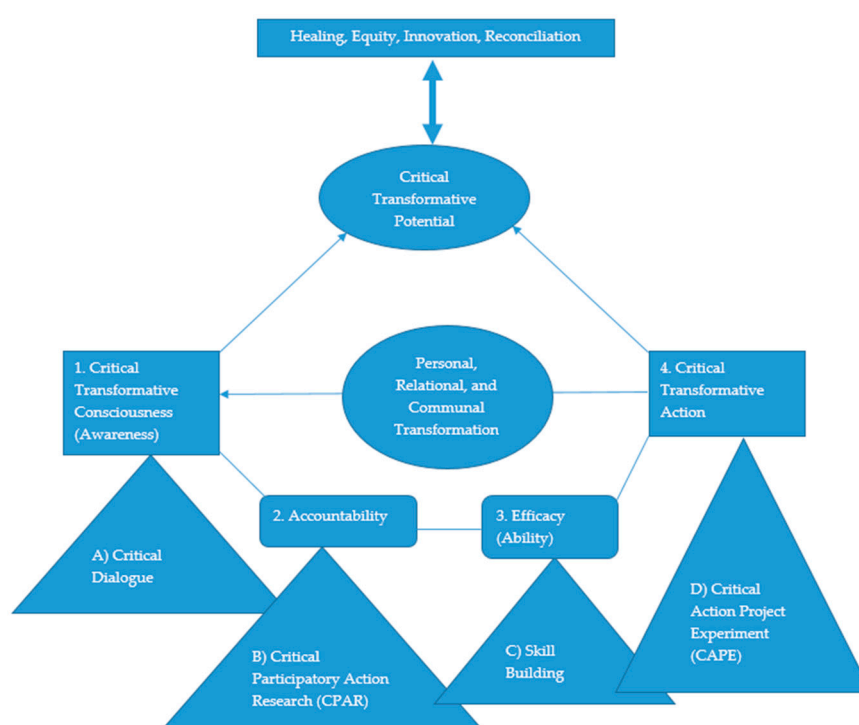 Healing, Equity, Innovation, Reconciliation
Critical
Transformative
Potential
1. Critical
Transformative
Consciousness
(Awareness)
Personal,
Relational, and
Communal
Transformation
4. Critical
Transformative
Action
2. Accountability
3. Efficacy
(Ability)
A) Critical
Dialogue
B) Critical
Participatory Action
Research (CPAR)
C) Skill
Building
D) Critical
Action Project
Experiment
(CAPE)